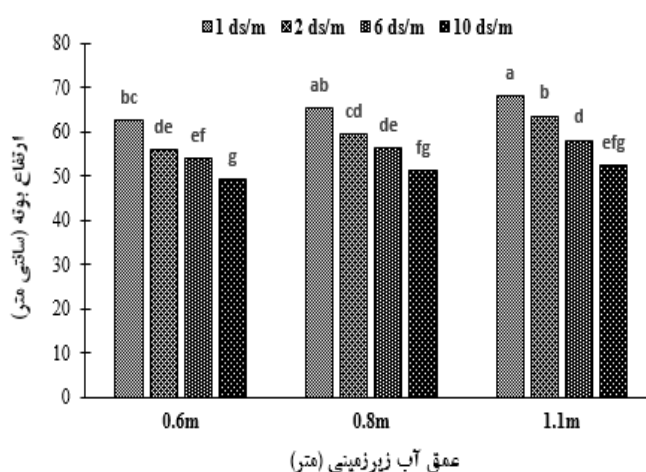 1 ds/m 2 ds/m 6 ds/m 10 ds/m
80
70
60
50
40
30
20
10
0
ارتفاع بوته (سانتی متر)
bc de ef g
ab cd de fg
a b d efg
0.6m 0.8m 1.1m
عمق آب زیرزمینی (متر)